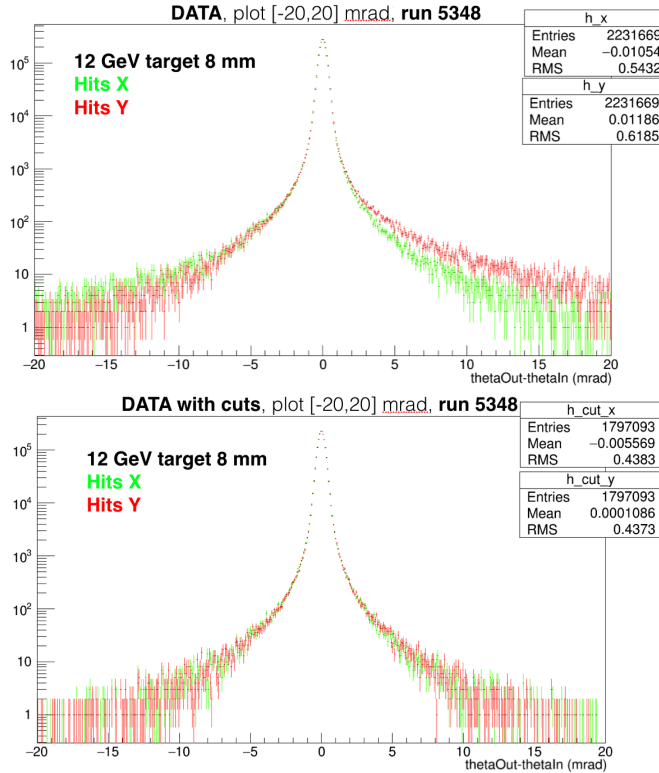 DATA, plot [-20,20] mrad, run 5348
h_x
Entries 2231669
Mean −0.01054
RMS 0.5432
h_y
Entries 2231669
Mean 0.01186
RMS 0.6185
12 GeV target 8 mm
Hits X
Hits Y
10⁵
10⁴
10³
10²
10
1
−20 −15 −10 −5 0 5 10 15 20
thetaOut-thetaIn (mrad)
DATA with cuts, plot [-20,20] mrad, run 5348
h_cut_x
Entries 1797093
Mean −0.005569
RMS 0.4383
h_cut_y
Entries 1797093
Mean 0.0001086
RMS 0.4373
12 GeV target 8 mm
Hits X
Hits Y
10⁵
10⁴
10³
10²
10
1
−20 −15 −10 −5 0 5 10 15 20
thetaOut-thetaIn (mrad)